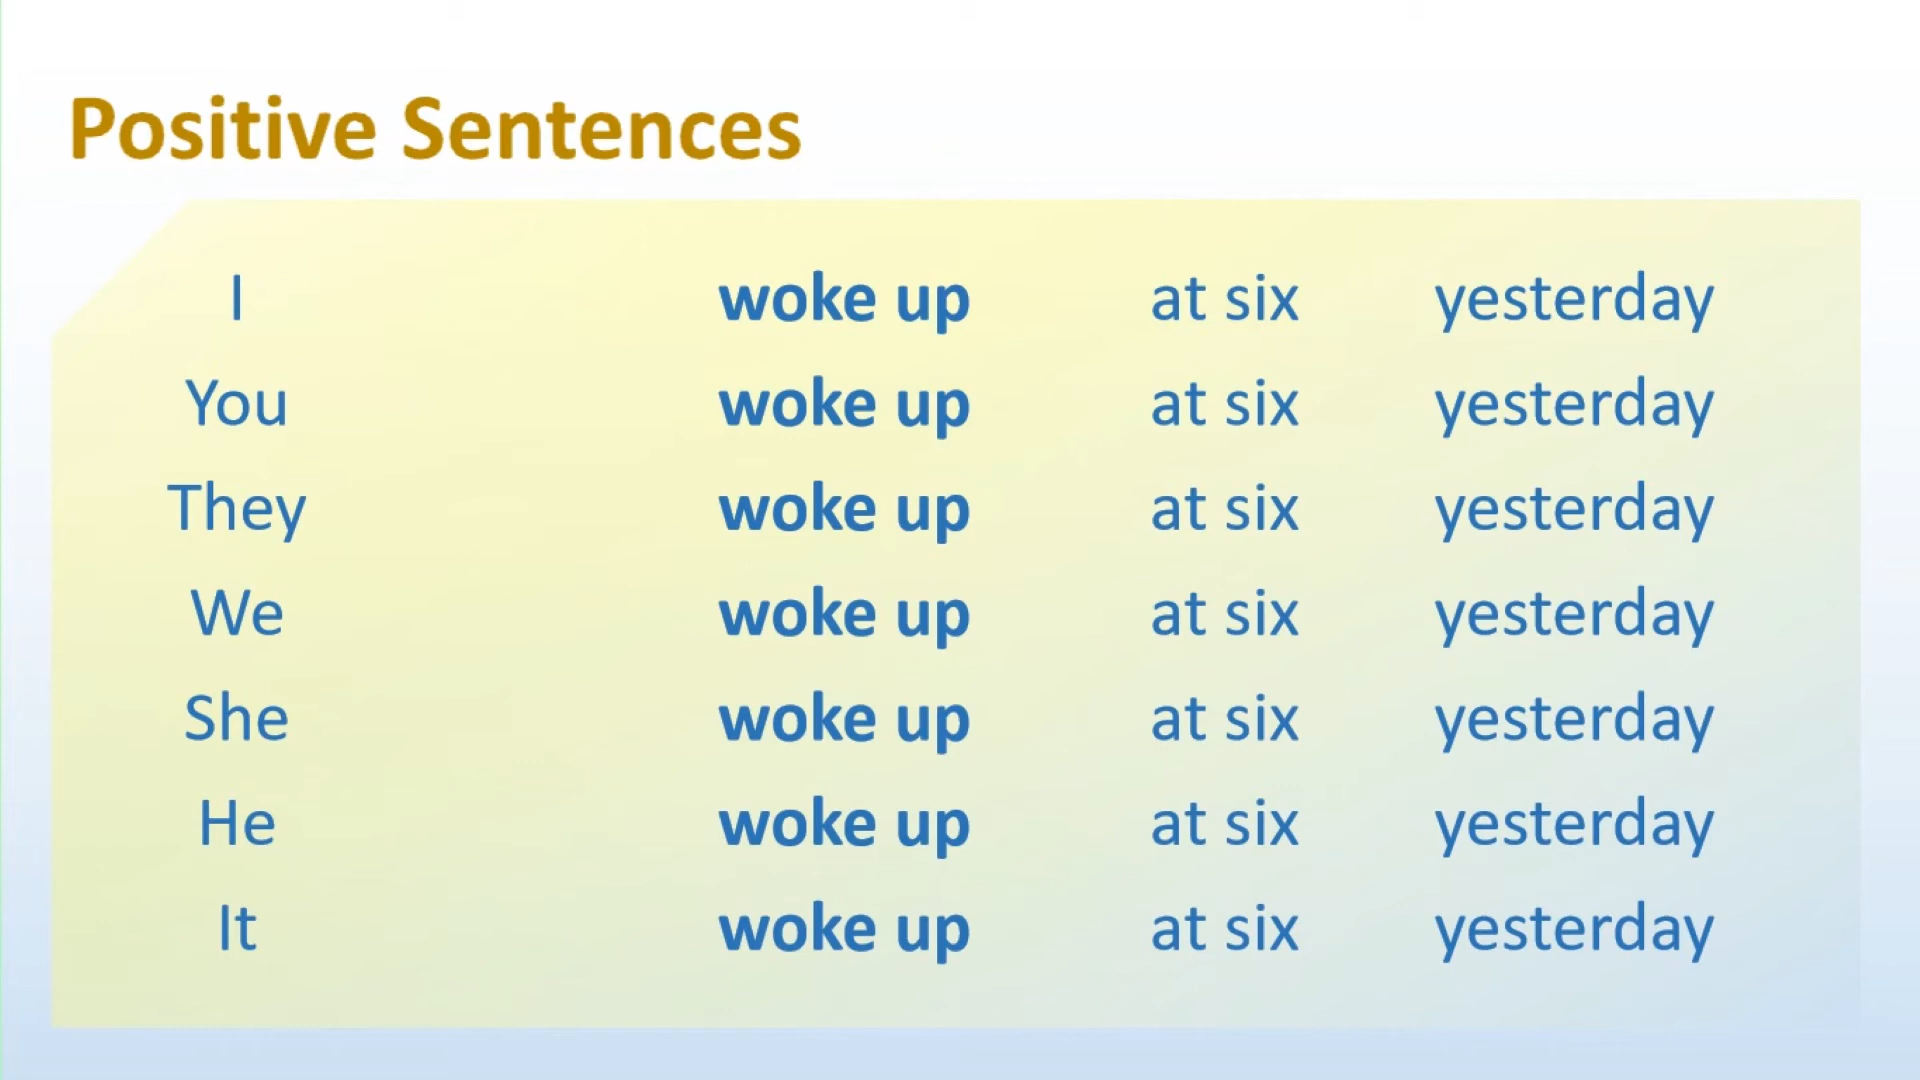 Positive Sentences
I woke up at six yesterday
You woke up at six yesterday
They woke up at six yesterday
We woke up at six yesterday
She woke up at six yesterday
He woke up at six yesterday
It woke up at six yesterday